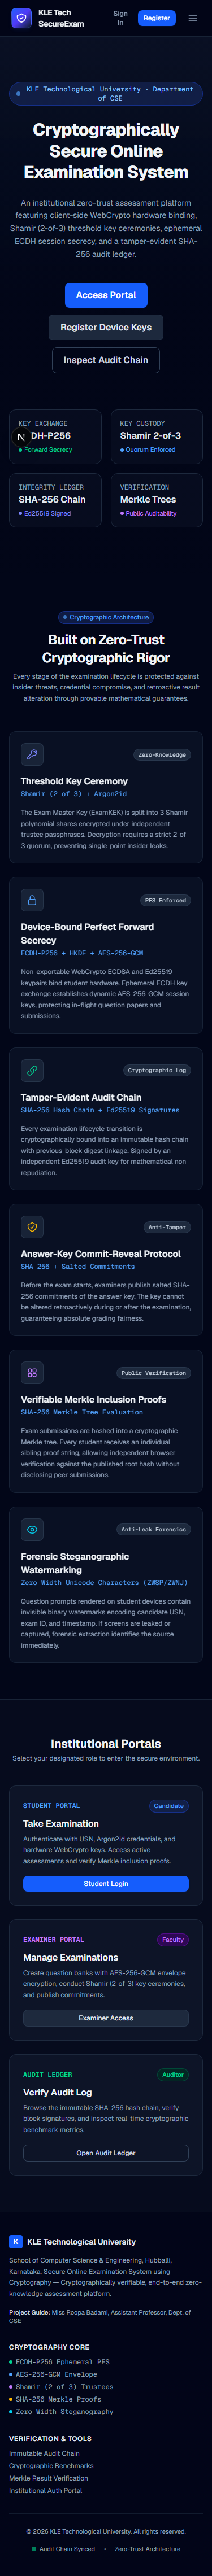 KLE Tech
SecureExam
Sign
In
Register
KLE Technological University · Department
of CSE
Cryptographically
Secure Online
Examination System
An institutional zero-trust assessment platform
featuring client-side WebCrypto hardware binding,
Shamir (2-of-3) threshold key ceremonies, ephemeral
ECDH session secrecy, and a tamper-evident SHA-
256 audit ledger.
Access Portal
Register Device Keys
Inspect Audit Chain
KEY EXCHANGE
DH-P256
Forward Secrecy
KEY CUSTODY
Shamir 2-of-3
Quorum Enforced
N
INTEGRITY LEDGER
SHA-256 Chain
Ed25519 Signed
VERIFICATION
Merkle Trees
Public Auditability
Cryptographic Architecture
Built on Zero-Trust
Cryptographic Rigor
Every stage of the examination lifecycle is protected against
insider threats, credential compromise, and retroactive result
alteration through provable mathematical guarantees.
Zero-Knowledge
Threshold Key Ceremony
Shamir (2-of-3) + Argon2id
The Exam Master Key (ExamKEK) is split into 3 Shamir
polynomial shares encrypted under independent
trustee passphrases. Decryption requires a strict 2-of-
3 quorum, preventing single-point insider leaks.
PFS Enforced
Device-Bound Perfect Forward
Secrecy
ECDH-P256 + HKDF + AES-256-GCM
Non-exportable WebCrypto ECDSA and Ed25519
keypairs bind student hardware. Ephemeral ECDH key
exchange establishes dynamic AES-256-GCM session
keys, protecting in-flight question papers and
submissions.
Cryptographic Log
Tamper-Evident Audit Chain
SHA-256 Hash Chain + Ed25519 Signatures
Every examination lifecycle transition is
cryptographically bound into an immutable hash chain
with previous-block digest linkage. Signed by an
independent Ed25519 audit key for mathematical non-
repudiation.
Anti-Tamper
Answer-Key Commit-Reveal Protocol
SHA-256 + Salted Commitments
Before the exam starts, examiners publish salted SHA-
256 commitments of the answer key. The key cannot
be altered retroactively during or after the examination,
guaranteeing absolute grading fairness.
Public Verification
Verifiable Merkle Inclusion Proofs
SHA-256 Merkle Tree Evaluation
Exam submissions are hashed into a cryptographic
Merkle tree. Every student receives an individual
sibling proof string, allowing independent browser
verification against the published root hash without
disclosing peer submissions.
Anti-Leak Forensics
Forensic Steganographic
Watermarking
Zero-Width Unicode Characters (ZWSP/ZWNJ)
Question prompts rendered on student devices contain
invisible binary watermarks encoding candidate USN,
exam ID, and timestamp. If screens are leaked or
captured, forensic extraction identifies the source
immediately.
Institutional Portals
Select your designated role to enter the secure environment.
STUDENT PORTAL
Candidate
Take Examination
Authenticate with USN, Argon2id credentials, and
hardware WebCrypto keys. Access active
assessments and verify Merkle inclusion proofs.
Student Login
EXAMINER PORTAL
Faculty
Manage Examinations
Create question banks with AES-256-GCM envelope
encryption, conduct Shamir (2-of-3) key ceremonies,
and publish commitments.
Examiner Access
AUDIT LEDGER
Auditor
Verify Audit Log
Browse the immutable SHA-256 hash chain, verify
block signatures, and inspect real-time cryptographic
benchmark metrics.
Open Audit Ledger
K
KLE Technological University
School of Computer Science & Engineering, Hubballi,
Karnataka. Secure Online Examination System using
Cryptography — Cryptographically verifiable, end-to-end zero-
knowledge assessment platform.
Project Guide: Miss Roopa Badami, Assistant Professor, Dept. of
CSE
CRYPTOGRAPHY CORE
ECDH-P256 Ephemeral PFS
AES-256-GCM Envelope
Shamir (2-of-3) Trustees
SHA-256 Merkle Proofs
Zero-Width Steganography
VERIFICATION & TOOLS
Immutable Audit Chain
Cryptographic Benchmarks
Merkle Result Verification
Institutional Auth Portal
© 2026 KLE Technological University. All rights reserved.
Audit Chain Synced • Zero-Trust Architecture